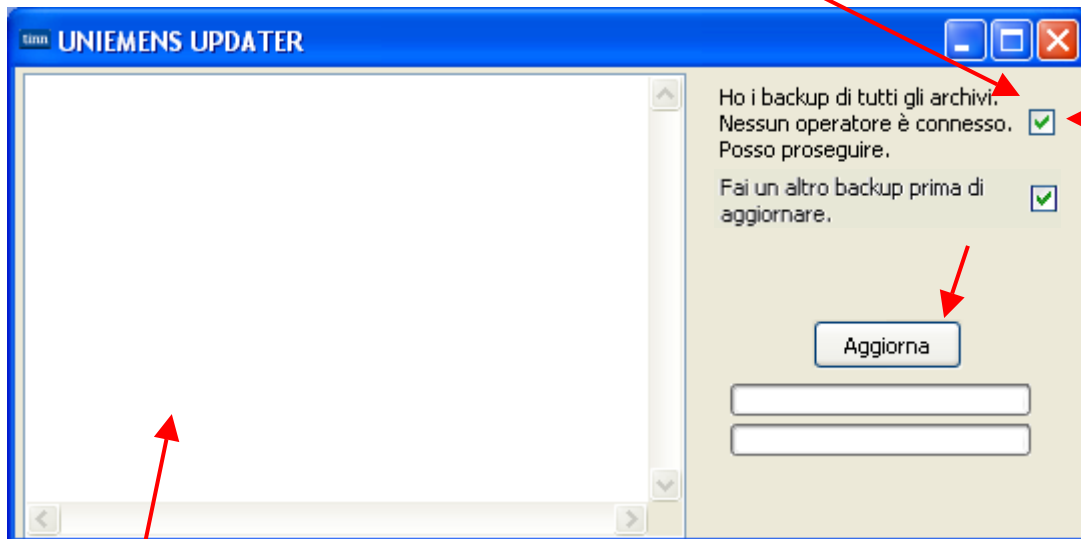 tinn UNIEMENS UPDATER
Ho i backup di tutti gli archivi.
Nessun operatore è connesso.
Posso proseguire.
Fai un altro backup prima di
aggiornare.
Aggiorna